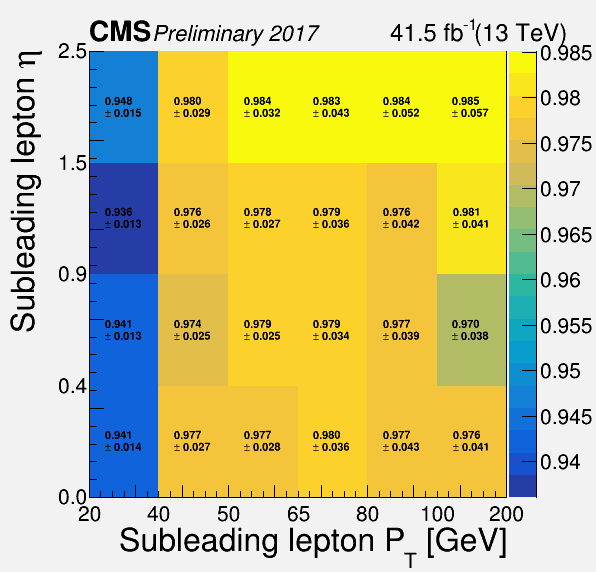 CMS Preliminary 2017 41.5 fb⁻¹(13 TeV)
Subleading lepton η
2.5
1.5
0.9
0.4
0.0
0.948 0.980 0.984 0.983 0.984 0.985
± 0.015 ± 0.029 ± 0.032 ± 0.043 ± 0.052 ± 0.057
0.936 0.976 0.978 0.979 0.976 0.981
± 0.013 ± 0.026 ± 0.027 ± 0.036 ± 0.042 ± 0.041
0.941 0.974 0.979 0.979 0.977 0.970
± 0.013 ± 0.025 ± 0.025 ± 0.034 ± 0.039 ± 0.038
0.941 0.977 0.977 0.980 0.977 0.976
± 0.014 ± 0.027 ± 0.028 ± 0.036 ± 0.043 ± 0.041
20 40 50 65 80 100 200
Subleading lepton P_T [GeV]
0.985
0.98
0.975
0.97
0.965
0.96
0.955
0.95
0.945
0.94